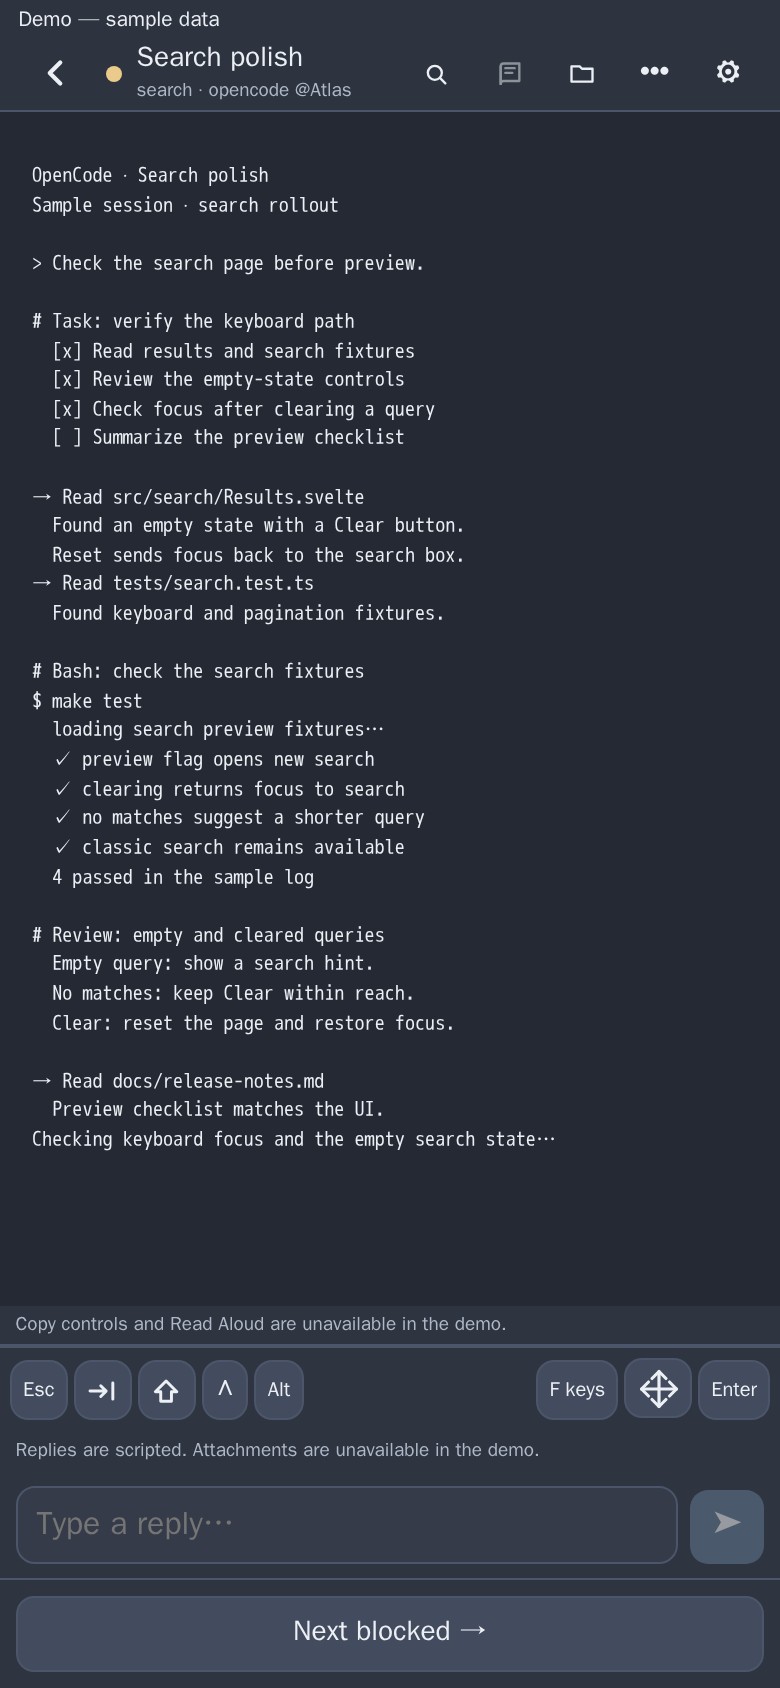 Demo — sample data
Search polish
search · opencode @Atlas
OpenCode · Search polish
Sample session · search rollout
> Check the search page before preview.
# Task: verify the keyboard path
[x] Read results and search fixtures
[x] Review the empty-state controls
[x] Check focus after clearing a query
[ ] Summarize the preview checklist
→ Read src/search/Results.svelte
Found an empty state with a Clear button.
Reset sends focus back to the search box.
→ Read tests/search.test.ts
Found keyboard and pagination fixtures.
# Bash: check the search fixtures
$ make test
loading search preview fixtures…
✓ preview flag opens new search
✓ clearing returns focus to search
✓ no matches suggest a shorter query
✓ classic search remains available
4 passed in the sample log
# Review: empty and cleared queries
Empty query: show a search hint.
No matches: keep Clear within reach.
Clear: reset the page and restore focus.
→ Read docs/release-notes.md
Preview checklist matches the UI.
Checking keyboard focus and the empty search state…
Copy controls and Read Aloud are unavailable in the demo.
Esc ^ Alt F keys Enter
Replies are scripted. Attachments are unavailable in the demo.
Type a reply…
Next blocked →